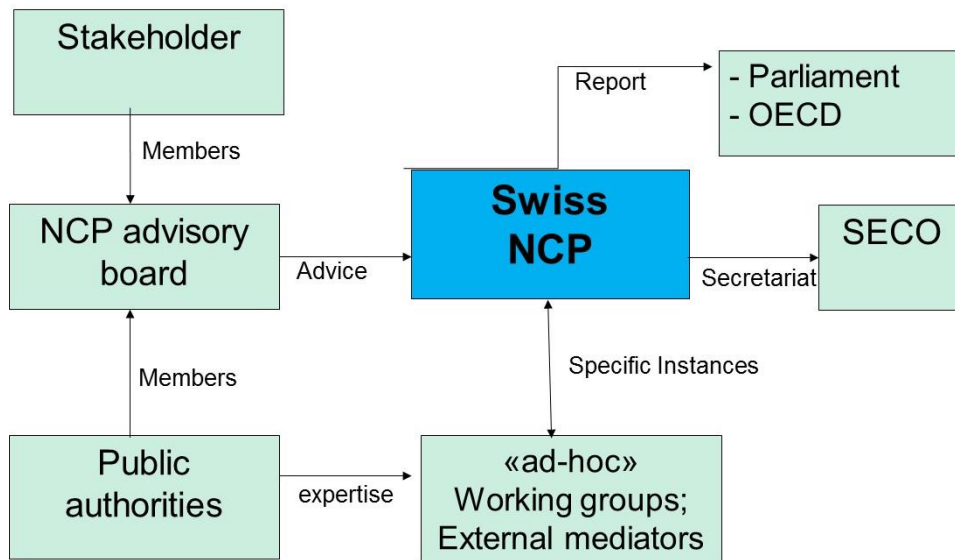 Stakeholder
Members
NCP advisory
board
Members
Public
authorities
Advice
expertise
Report
Swiss
NCP
Specific Instances
«ad-hoc»
Working groups;
External mediators
- Parliament
- OECD
Secretariat
SECO